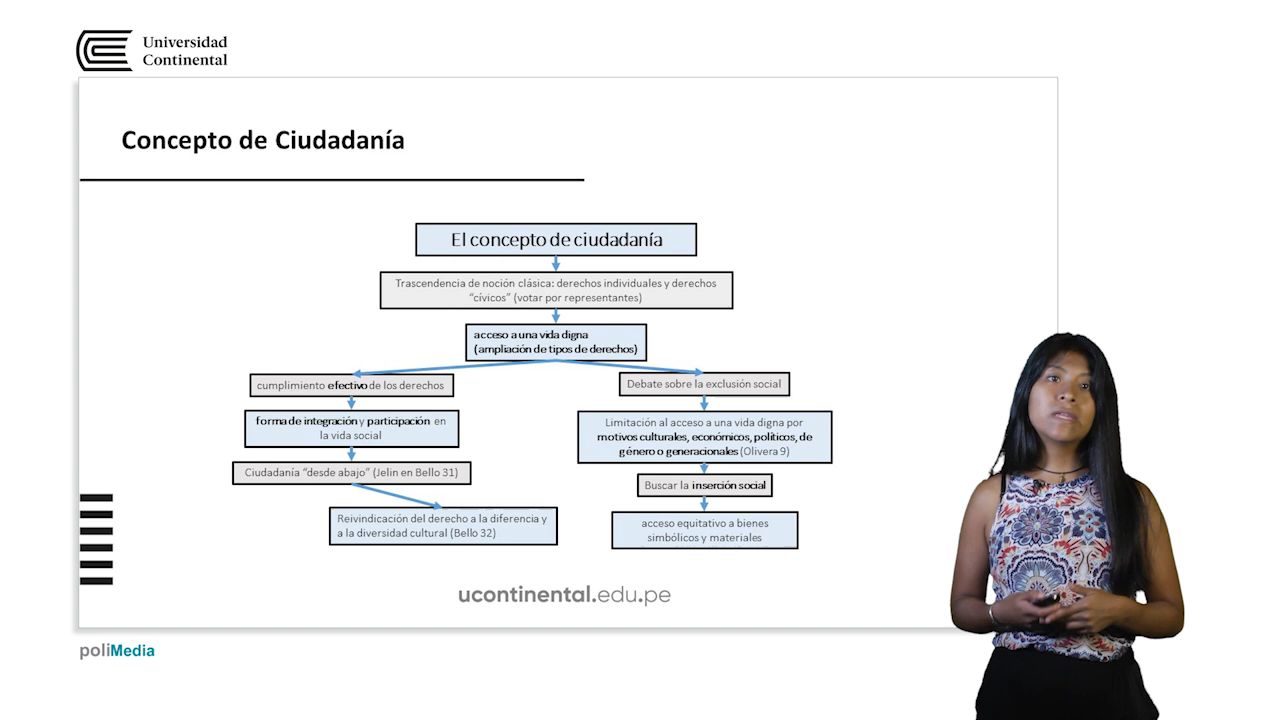 Universidad
Continental
Concepto de Ciudadanía
El concepto de ciudadanía
Trascendencia de noción clásica: derechos individuales y derechos
“cívicos” (votar por representantes)
acceso a una vida digna
(ampliación de tipos de derechos)
cumplimiento efectivo de los derechos
Debate sobre la exclusión social
forma de integración y participación en
la vida social
Limitación al acceso a una vida digna por
motivos culturales, económicos, políticos, de
género o generacionales (Olivera 9)
Ciudadanía “desde abajo” (Jelin en Bello 31)
Buscar la inserción social
Reivindicación del derecho a la diferencia y
a la diversidad cultural (Bello 32)
acceso equitativo a bienes
simbólicos y materiales
ucontinental.edu.pe
poliMedia